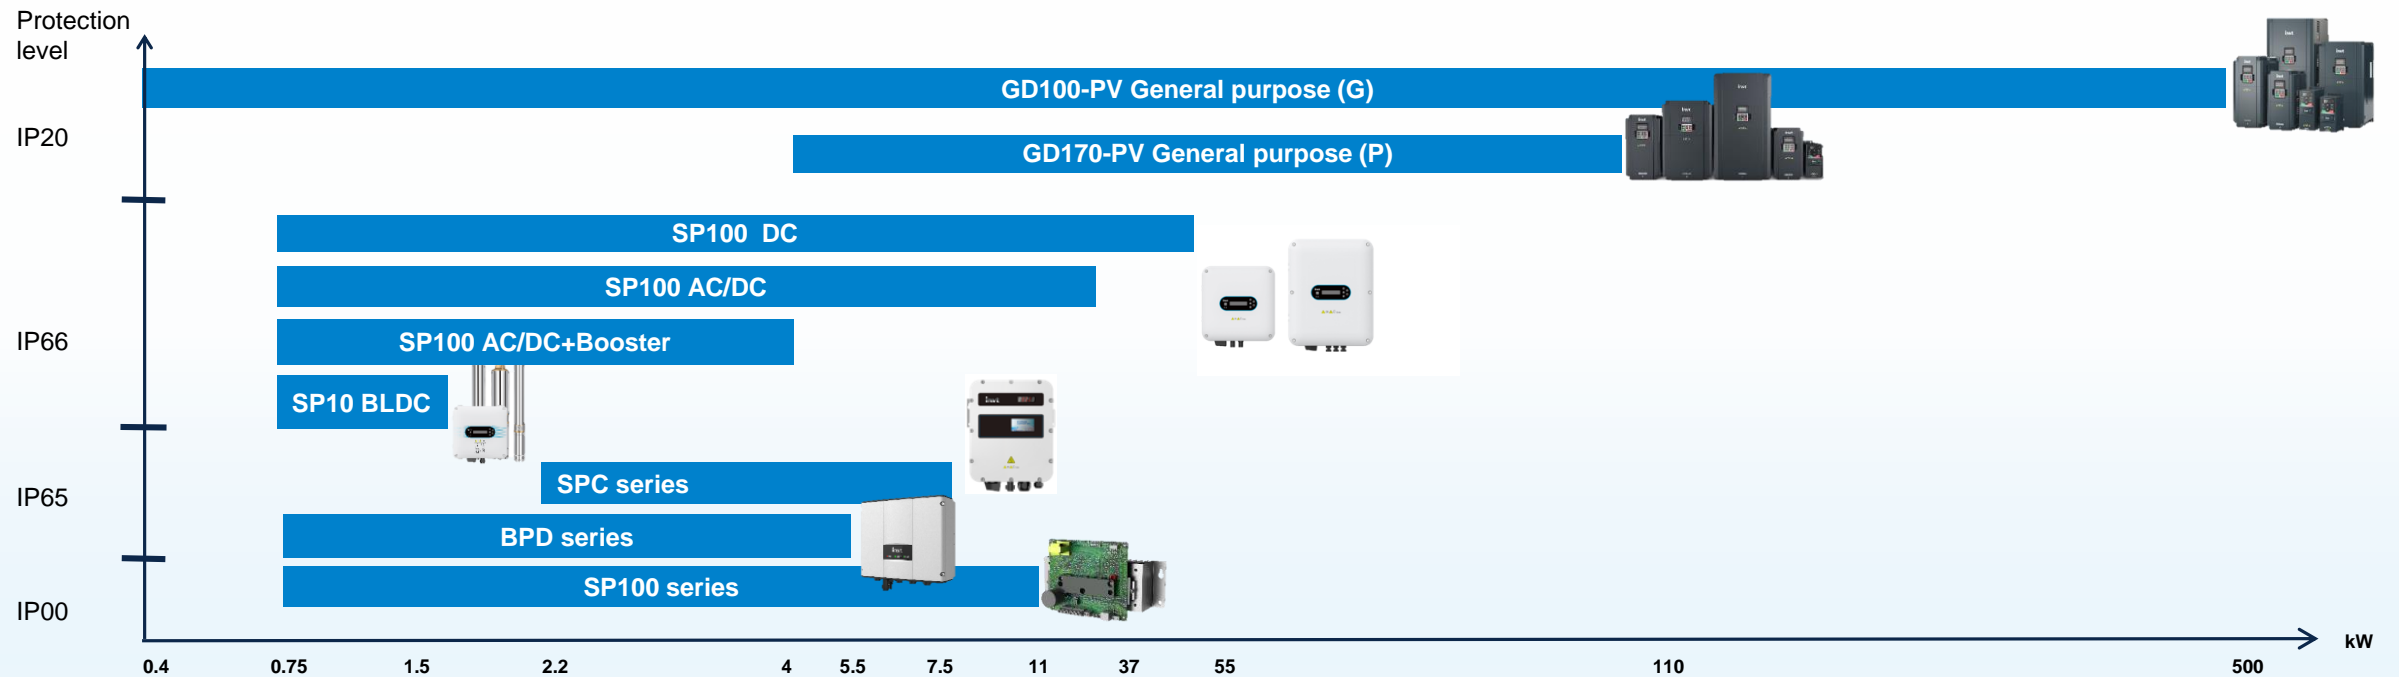 Protection
level
GD100-PV General purpose (G)
IP20
GD170-PV General purpose (P)
SP100 DC
SP100 AC/DC
IP66
SP100 AC/DC+Booster
SP10 BLDC
IP65
SPC series
BPD series
SP100 series
IP00
kW
0.4 0.75 1.5 2.2 4 5.5 7.5 11 37 55 110 500